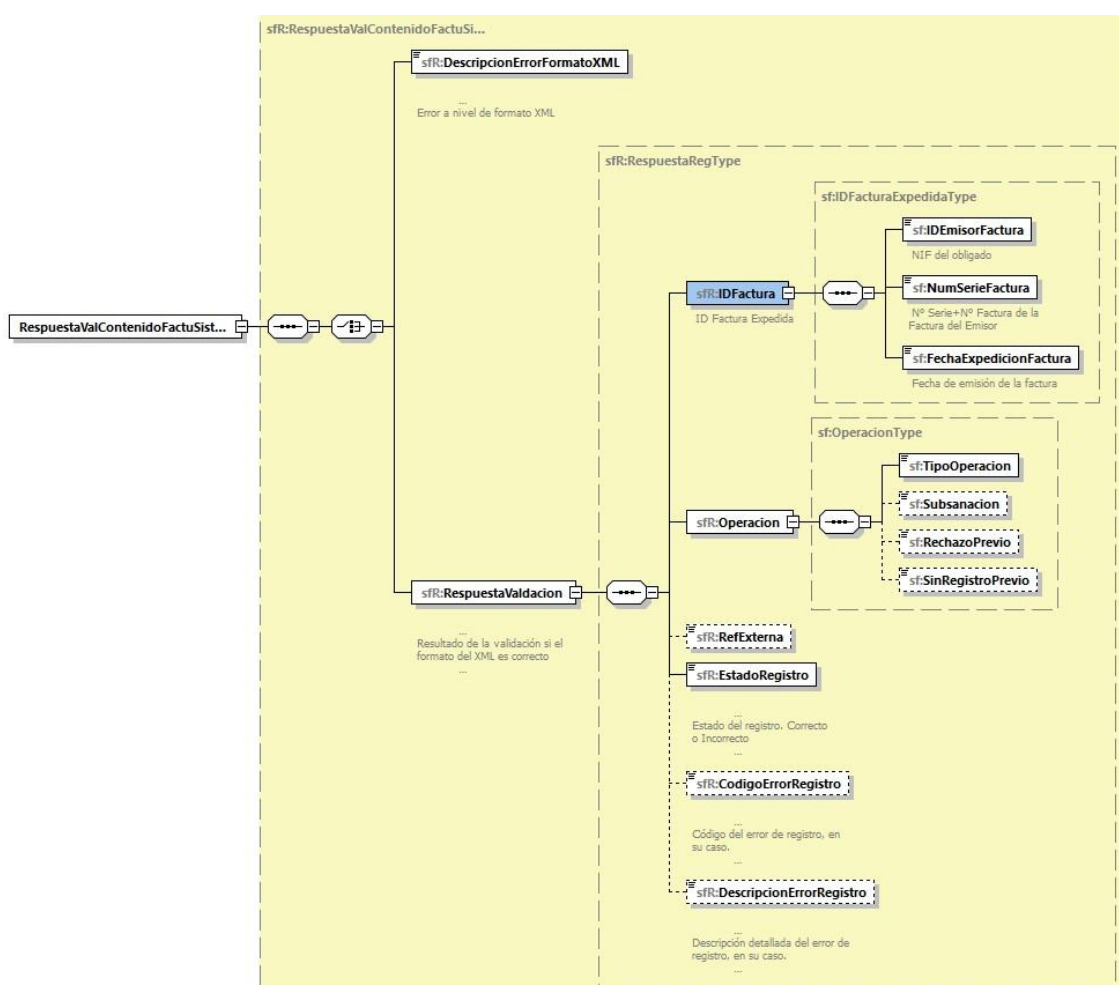 sfR:RespuestaValContenidoFactuSi...
sfR:DescripcionErrorFormatoXML
...
Error a nivel de formato XML
sfR:RespuestaRegType
sf:IDFacturaExpedidaType
sf:IDEmisorFactura
NIF del obligado
sfR:IDFactura
ID Factura Expedida
sf:NumSerieFactura
Nº Serie+Nº Factura de la
Factura del Emisor
RespuestaValContenidoFactuSist...
sf:FechaExpedicionFactura
Fecha de emisión de la factura
sf:OperacionType
sf:TipoOperacion
sf:Subsanacion
sfR:Operacion
sf:RechazoPrevio
sf:SinRegistroPrevio
sfR:RespuestaValdacion
...
Resultado de la validación si el
formato del XML es correcto
...
sfR:RefExterna
sfR:EstadoRegistro
...
Estado del registro. Correcto
o Incorrecto
...
sfR:CodigoErrorRegistro
...
Código del error de registro, en
su caso.
...
sfR:DescripcionErrorRegistro
...
Descripción detallada del error de
registro, en su caso.
...